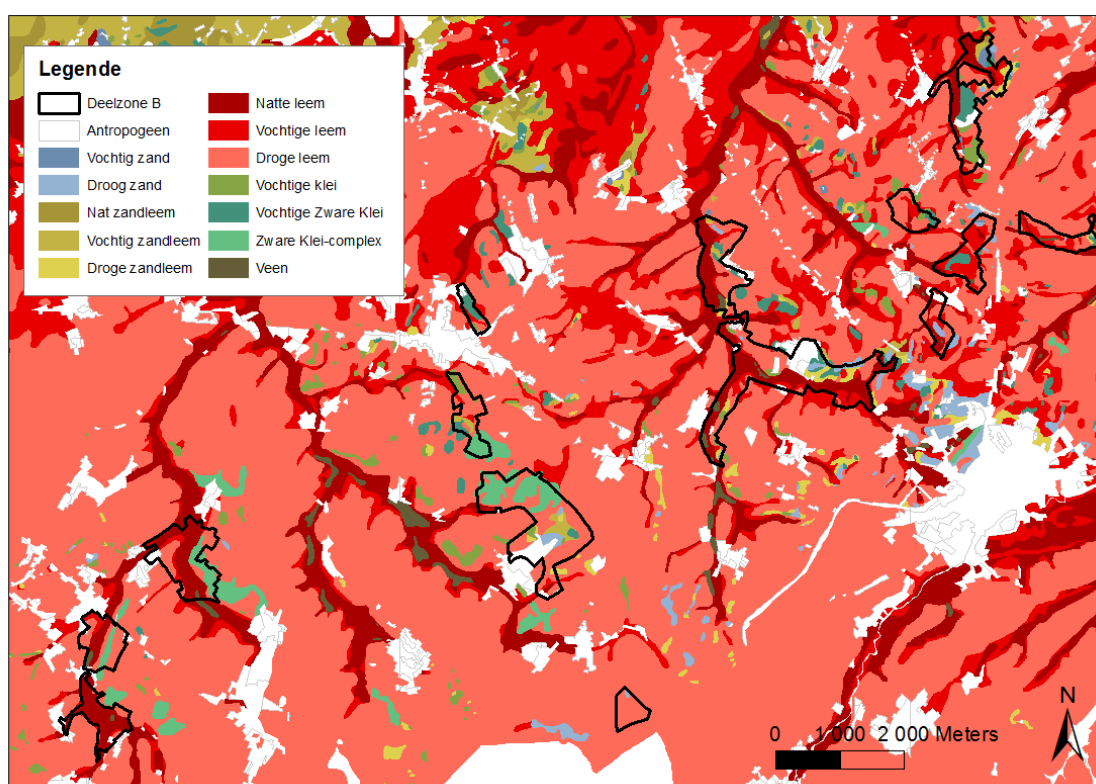 Legende
Deelzone B
Antropogeen
Vochtig zand
Droog zand
Nat zandleem
Vochtig zandleem
Droge zandleem
Natte leem
Vochtige leem
Droge leem
Vochtige klei
Vochtige Zware Klei
Zware Klei-complex
Veen
N
0 1 000 2 000 Meters